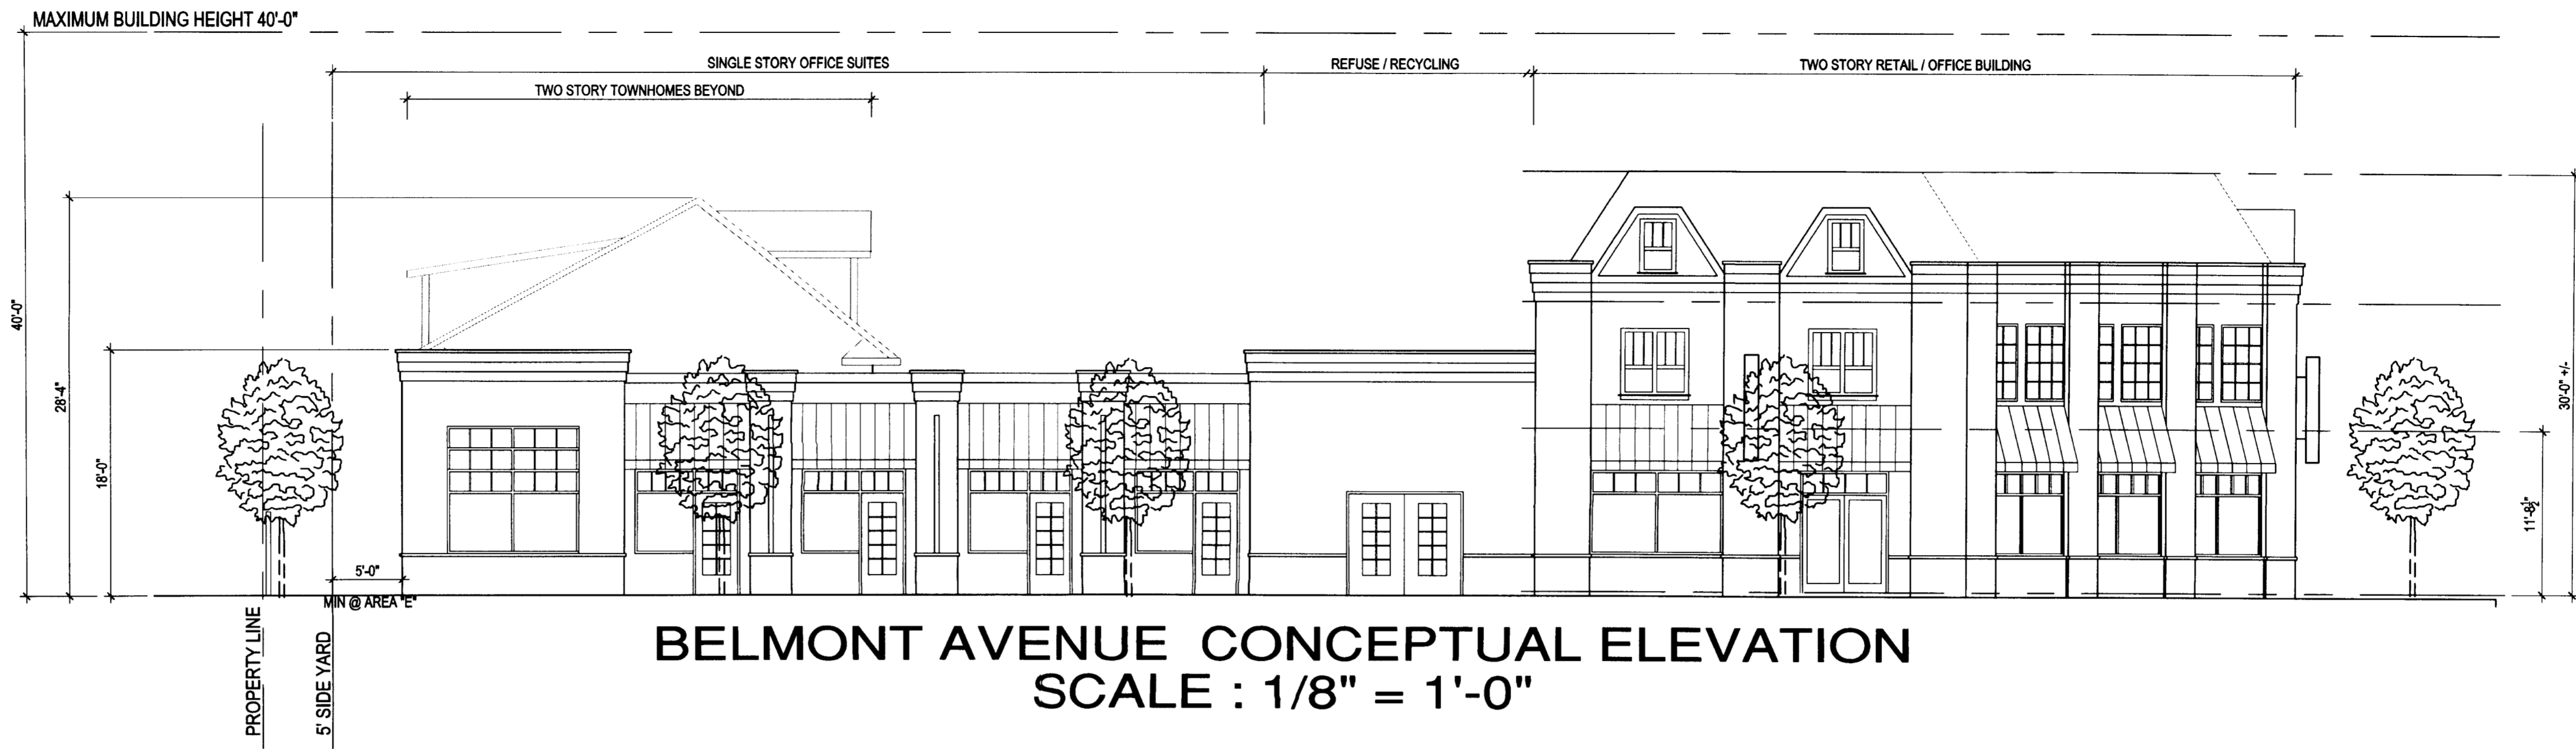 MAXIMUM BUILDING HEIGHT 40'-0"
SINGLE STORY OFFICE SUITES
REFUSE / RECYCLING
TWO STORY RETAIL / OFFICE BUILDING
TWO STORY TOWNHOMES BEYOND
40'-0"
28'-4"
18'-0"
30'-0" +/-
11'-8½"
5'-0"
MIN @ AREA "E"
PROPERTY LINE
5' SIDE YARD
BELMONT AVENUE CONCEPTUAL ELEVATION
SCALE : 1/8" = 1'-0"